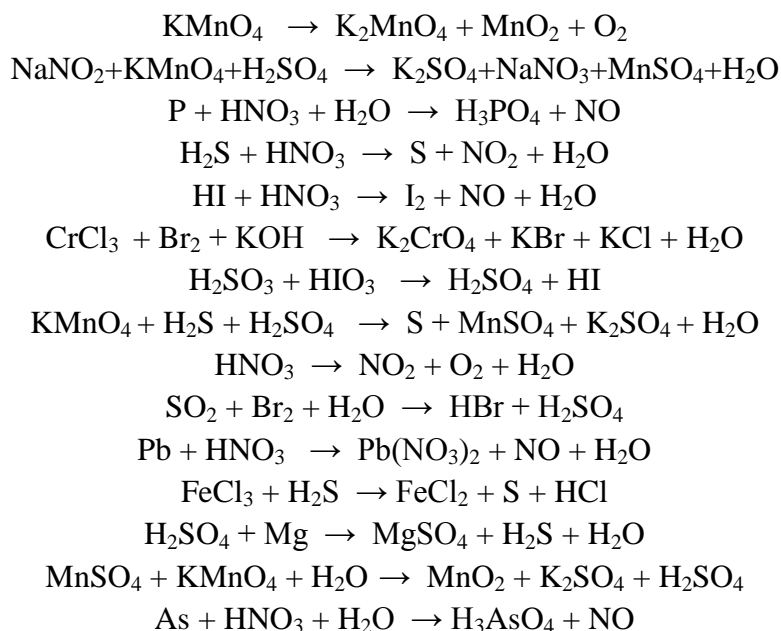 KMnO₄ → K₂MnO₄ + MnO₂ + O₂
NaNO₂+KMnO₄+H₂SO₄ → K₂SO₄+NaNO₃+MnSO₄+H₂O
P + HNO₃ + H₂O → H₃PO₄ + NO
H₂S + HNO₃ → S + NO₂ + H₂O
HI + HNO₃ → I₂ + NO + H₂O
CrCl₃ + Br₂ + KOH → K₂CrO₄ + KBr + KCl + H₂O
H₂SO₃ + HIO₃ → H₂SO₄ + HI
KMnO₄ + H₂S + H₂SO₄ → S + MnSO₄ + K₂SO₄ + H₂O
HNO₃ → NO₂ + O₂ + H₂O
SO₂ + Br₂ + H₂O → HBr + H₂SO₄
Pb + HNO₃ → Pb(NO₃)₂ + NO + H₂O
FeCl₃ + H₂S → FeCl₂ + S + HCl
H₂SO₄ + Mg → MgSO₄ + H₂S + H₂O
MnSO₄ + KMnO₄ + H₂O → MnO₂ + K₂SO₄ + H₂SO₄
As + HNO₃ + H₂O → H₃AsO₄ + NO